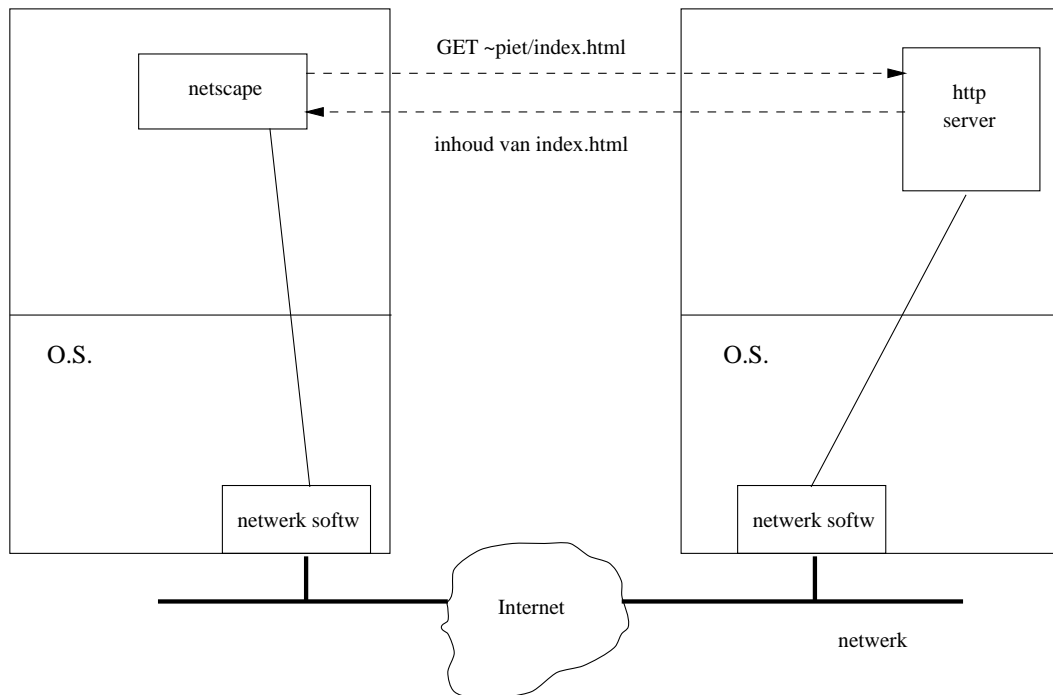 GET ~piet/index.html
netscape
http
server
inhoud van index.html
O.S.
O.S.
netwerk softw
netwerk softw
Internet
netwerk